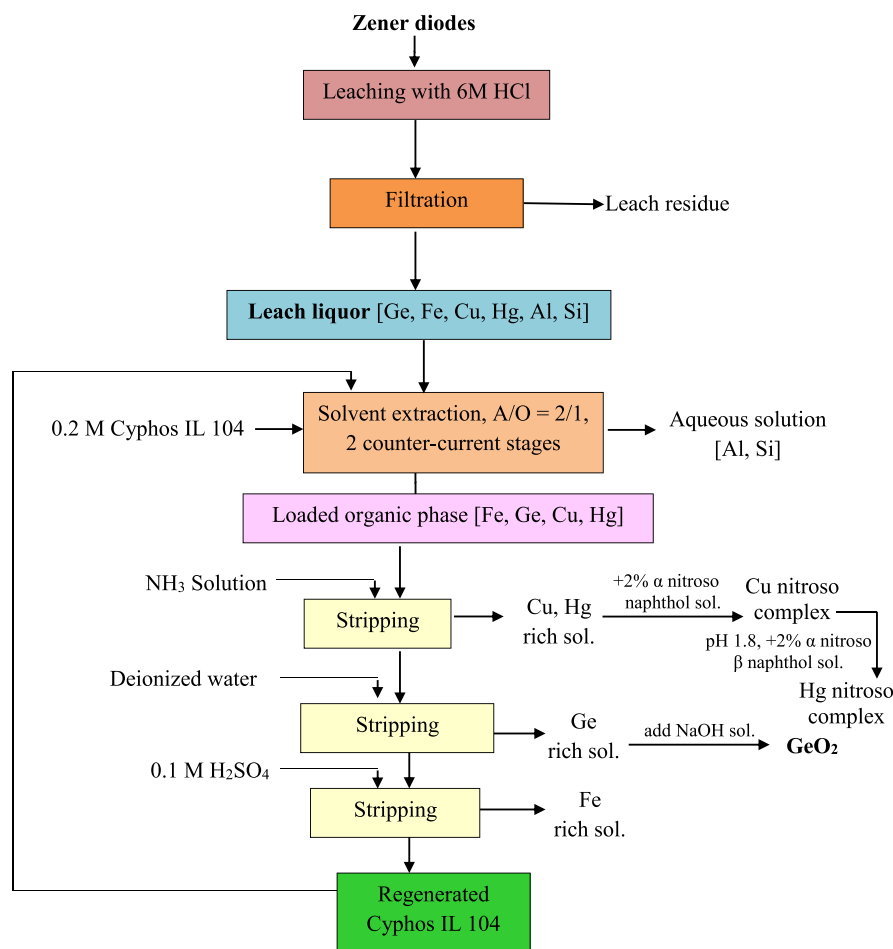 Zener diodes
Leaching with 6M HCl
Filtration
Leach residue
Leach liquor [Ge, Fe, Cu, Hg, Al, Si]
0.2 M Cyphos IL 104
Solvent extraction, A/O = 2/1,
2 counter-current stages
Aqueous solution
[Al, Si]
Loaded organic phase [Fe, Ge, Cu, Hg]
NH₃ Solution
Stripping
Cu, Hg
rich sol.
+2% α nitroso
naphthol sol.
Cu nitroso
complex
pH 1.8, +2% α nitroso
β naphthol sol.
Hg nitroso
complex
Deionized water
Stripping
Ge
rich sol.
add NaOH sol.
GeO₂
0.1 M H₂SO₄
Stripping
Fe
rich sol.
Regenerated
Cyphos IL 104